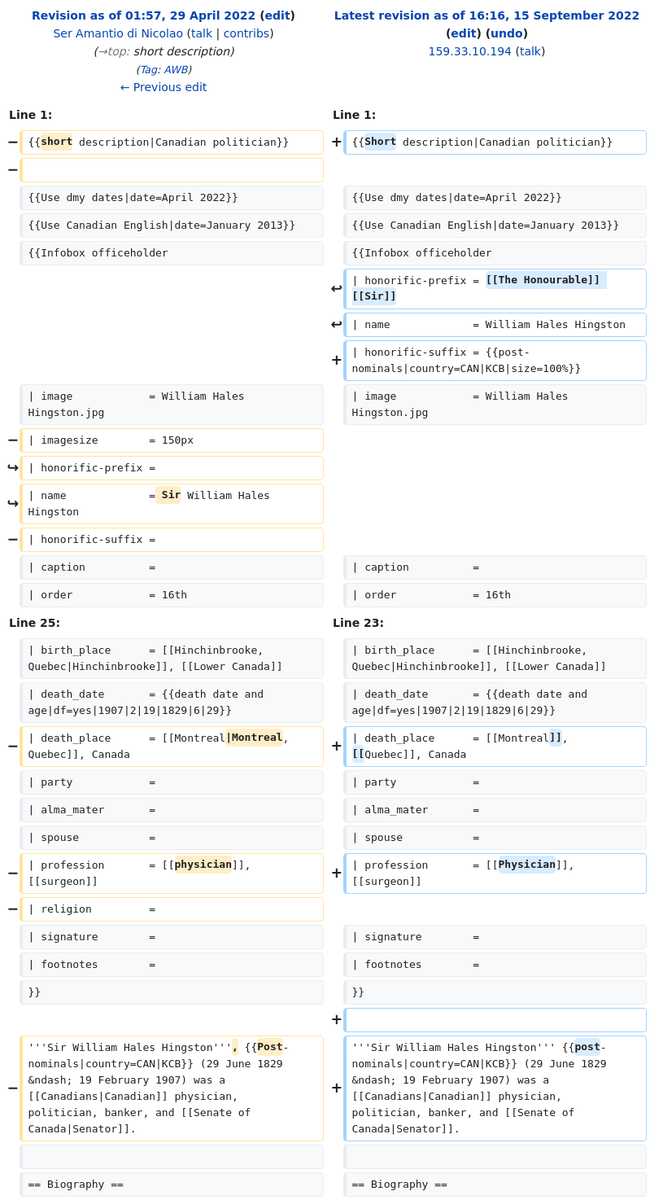 Revision as of 01:57, 29 April 2022 (edit)
Ser Amantio di Nicolao (talk | contribs)
(→top: short description)
(Tag: AWB)
← Previous edit
Latest revision as of 16:16, 15 September 2022
(edit) (undo)
159.33.10.194 (talk)
Line 1:
Line 1:
− {{short description|Canadian politician}}
+ {{Short description|Canadian politician}}
−
{{Use dmy dates|date=April 2022}}
{{Use dmy dates|date=April 2022}}
{{Use Canadian English|date=January 2013}}
{{Use Canadian English|date=January 2013}}
{{Infobox officeholder
{{Infobox officeholder
↩ | honorific-prefix = [[The Honourable]]
[[Sir]]
↩ | name = William Hales Hingston
+ | honorific-suffix = {{post-
nominals|country=CAN|KCB|size=100%}}
| image = William Hales
Hingston.jpg
| image = William Hales
Hingston.jpg
− | imagesize = 150px
↪ | honorific-prefix =
↪ | name = Sir William Hales
Hingston
− | honorific-suffix =
| caption =
| caption =
| order = 16th
| order = 16th
Line 25:
Line 23:
| birth_place = [[Hinchinbrooke,
Quebec|Hinchinbrooke]], [[Lower Canada]]
| birth_place = [[Hinchinbrooke,
Quebec|Hinchinbrooke]], [[Lower Canada]]
| death_date = {{death date and
age|df=yes|1907|2|19|1829|6|29}}
| death_date = {{death date and
age|df=yes|1907|2|19|1829|6|29}}
− | death_place = [[Montreal|Montreal,
Quebec]], Canada
+ | death_place = [[Montreal]],
[[Quebec]], Canada
| party =
| party =
| alma_mater =
| alma_mater =
| spouse =
| spouse =
− | profession = [[physician]],
[[surgeon]]
+ | profession = [[Physician]],
[[surgeon]]
− | religion =
| signature =
| signature =
| footnotes =
| footnotes =
}}
}}
+
− '''Sir William Hales Hingston''', {{Post-
nominals|country=CAN|KCB}} (29 June 1829
&ndash; 19 February 1907) was a
[[Canadians|Canadian]] physician,
politician, banker, and [[Senate of
Canada|Senator]].
+ '''Sir William Hales Hingston''' {{post-
nominals|country=CAN|KCB}} (29 June 1829
&ndash; 19 February 1907) was a
[[Canadians|Canadian]] physician,
politician, banker, and [[Senate of
Canada|Senator]].
== Biography ==
== Biography ==